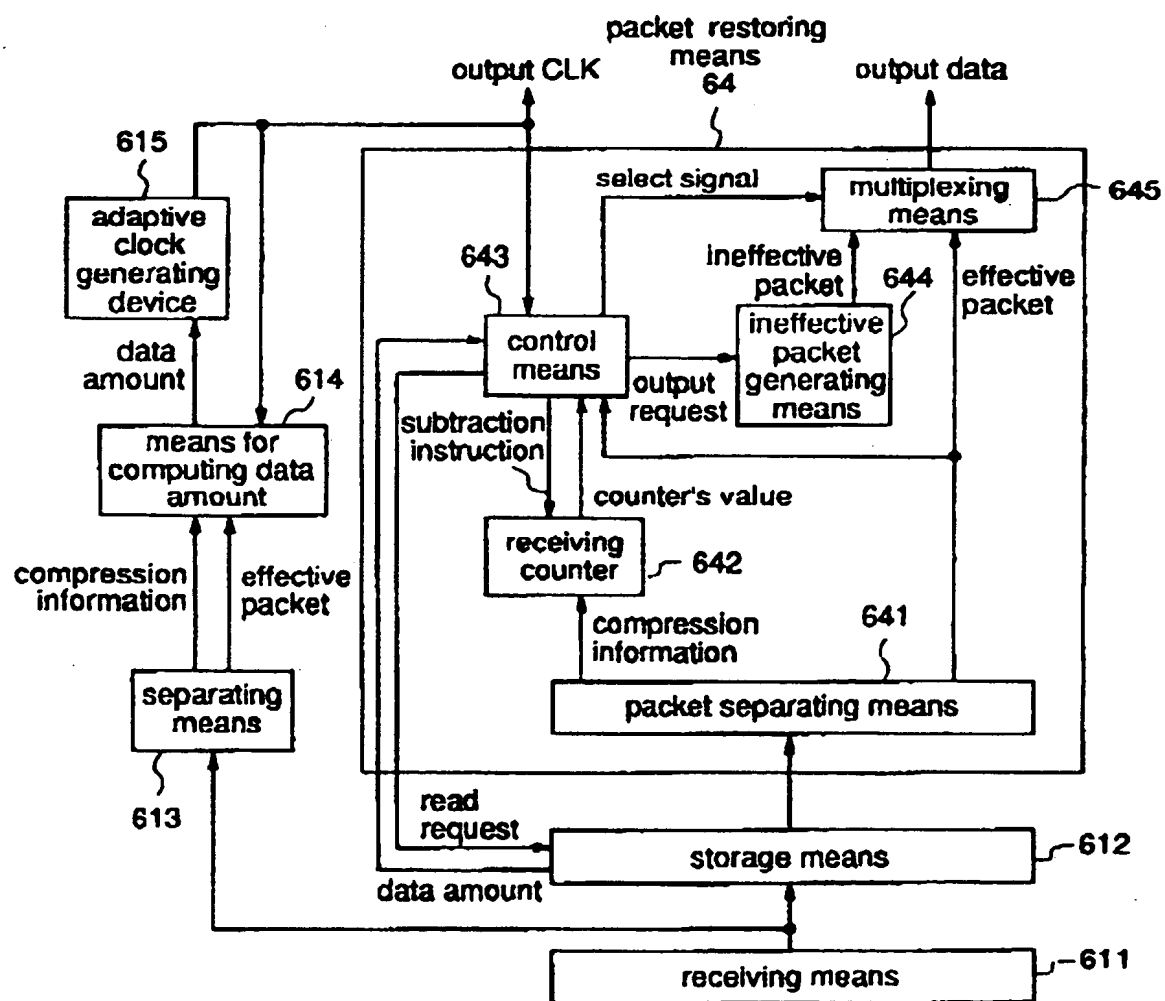 packet restoring
means
64
output CLK
output data
615
adaptive
clock
generating
device
select signal
multiplexing
means
645
643
ineffective
packet
644
effective
packet
control
means
ineffective
packet
generating
means
data
amount
614
output
request
means for
computing data
amount
subtraction
instruction
counter's value
receiving
counter
642
compression
information
effective
packet
compression
information
641
separating
means
packet separating means
613
read
request
storage means
612
data amount
receiving means
611